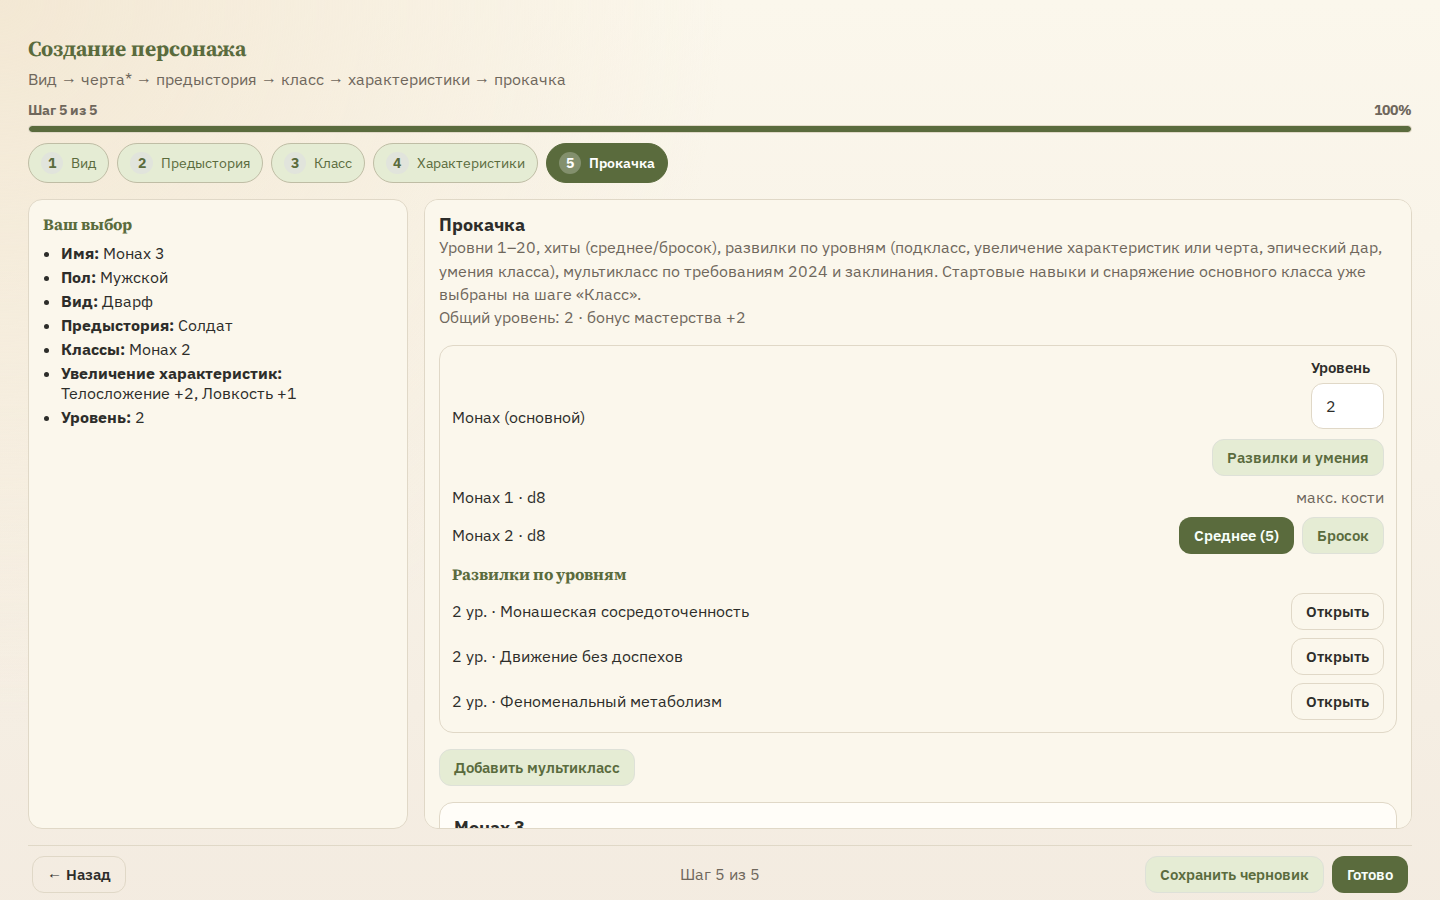 Создание персонажа
Вид → черта* → предыстория → класс → характеристики → прокачка
Шаг 5 из 5
100%
1 Вид
2 Предыстория
3 Класс
4 Характеристики
5 Прокачка
Ваш выбор
• Имя: Монах 3
• Пол: Мужской
• Вид: Дварф
• Предыстория: Солдат
• Классы: Монах 2
• Увеличение характеристик:
Телосложение +2, Ловкость +1
• Уровень: 2
Прокачка
Уровни 1–20, хиты (среднее/бросок), развилки по уровням (подкласс, увеличение характеристик или черта, эпический дар,
умения класса), мультикласс по требованиям 2024 и заклинания. Стартовые навыки и снаряжение основного класса уже
выбраны на шаге «Класс».
Общий уровень: 2 · бонус мастерства +2
Уровень
Монах (основной)
2
Развилки и умения
Монах 1 · d8
макс. кости
Монах 2 · d8
Среднее (5)
Бросок
Развилки по уровням
2 ур. · Монашеская сосредоточенность
Открыть
2 ур. · Движение без доспехов
Открыть
2 ур. · Феноменальный метаболизм
Открыть
Добавить мультикласс
Монах 3
← Назад
Шаг 5 из 5
Сохранить черновик
Готово